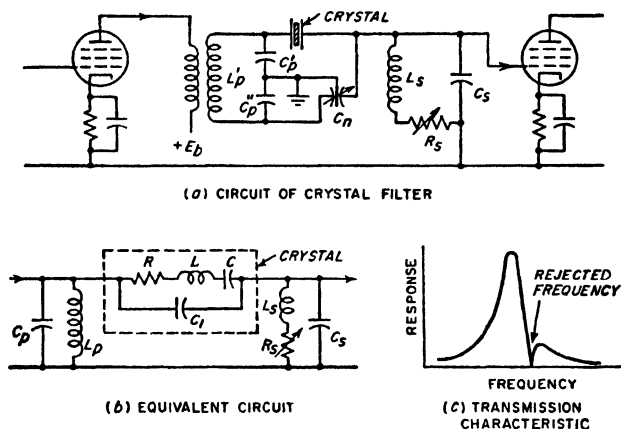 CRYSTAL
L'p
C'p
C"p
Cn
Ls
Cs
Rs
+Eb
(a) CIRCUIT OF CRYSTAL FILTER
R L C
CRYSTAL
C1
Cp
Lp
Ls
Rs
Cs
(b) EQUIVALENT CIRCUIT
RESPONSE
REJECTED
FREQUENCY
FREQUENCY
(c) TRANSMISSION
CHARACTERISTIC